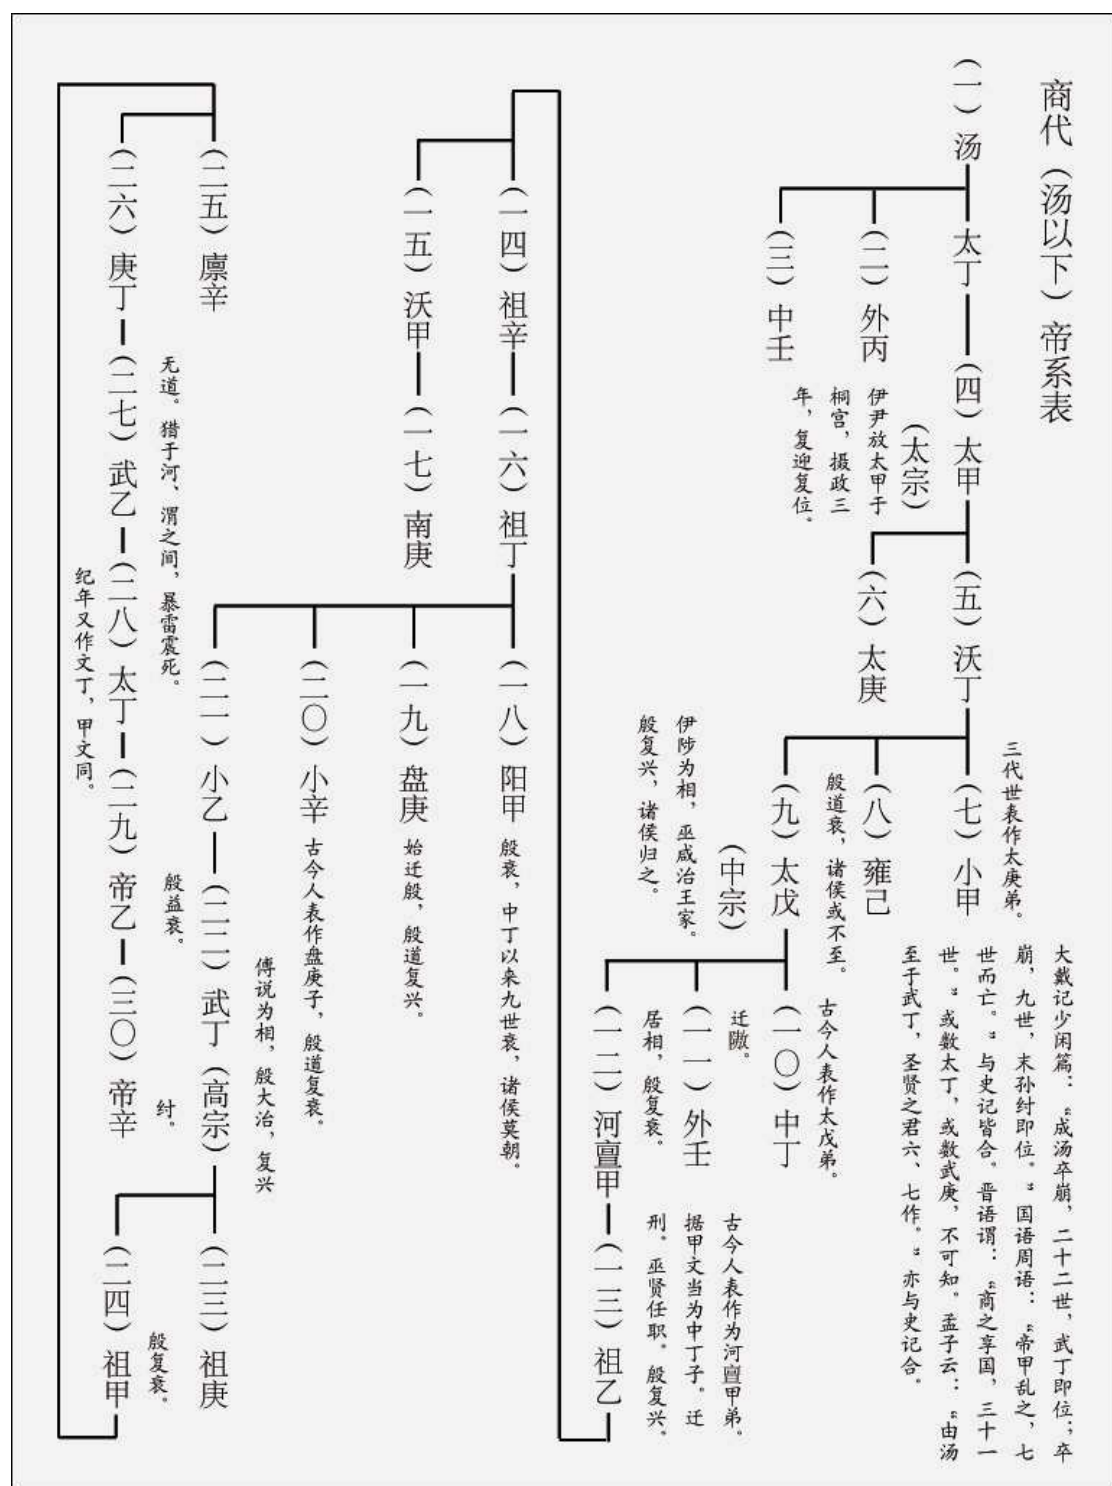 商代（汤以下）帝系表
（一）汤
太丁
（二）外丙
（三）中壬
（四）太甲
（太宗）
伊尹放太甲于
桐宫，摄政三
年，复迎复位。
（五）沃丁
（六）太庚
三代世表作太庚弟。
（七）小甲
（八）雍己
殷道衰，诸侯或不至。
（九）太戊
（中宗）
伊陟为相，巫咸治王家。
殷复兴，诸侯归之。
大戴记少闲篇：“成汤卒崩，二十二世，武丁即位；卒
崩，九世，末孙纣即位。”国语周语：“帝甲乱之，七
世而亡。”与史记皆合。晋语谓：“商之享国，三十一
世。”或数太丁，或数武庚，不可知。孟子云：“由汤
至于武丁，圣贤之君六、七作。”亦与史记合。
古今人表作太戊弟。
（一〇）中丁
迁隞。
（一一）外壬
居相，殷复衰。
（一二）河亶甲
（一三）祖乙
古今人表作为河亶甲弟。
据甲文当为中丁子。迁
刑。巫贤任职。殷复兴。
（一四）祖辛
（一五）沃甲
（一六）祖丁
（一七）南庚
（一八）阳甲
殷衰，中丁以来九世衰，诸侯莫朝。
（一九）盘庚
始迁殷，殷道复兴。
（二〇）小辛
古今人表作盘庚子，殷道复衰。
（二一）小乙
（二二）武丁（高宗）
傅说为相，殷大治，复兴
（二三）祖庚
（二四）祖甲
殷复衰。
（二五）廪辛
（二六）庚丁
（二七）武乙
无道。猎于河、渭之间，暴雷震死。
（二八）太丁
纪年又作文丁，甲文同。
（二九）帝乙
殷益衰。
（三〇）帝辛
纣。